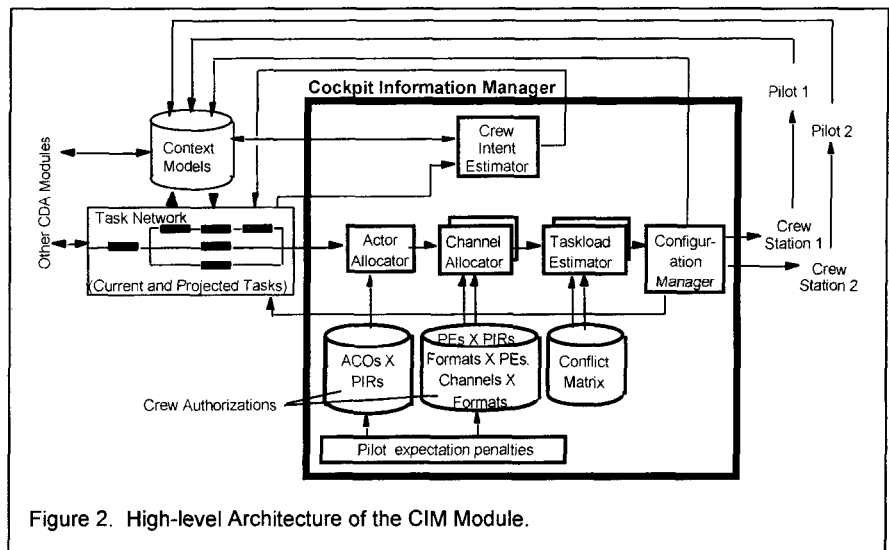 Cockpit Information Manager
Pilot 1
Pilot 2
Context
Models
Crew
Intent
Estimator
Other CDA Modules
Task Network
(Current and Projected Tasks)
Actor
Allocator
Channel
Allocator
Taskload
Estimator
Configur-
ation
Manager
Crew
Station 1
Crew
Station 2
ACOs X
PIRs
PEs X PIRs.
Formats X PEs.
Channels X
Formats
Conflict
Matrix
Crew Authorizations
Pilot expectation penalties
Figure 2. High-level Architecture of the CIM Module.